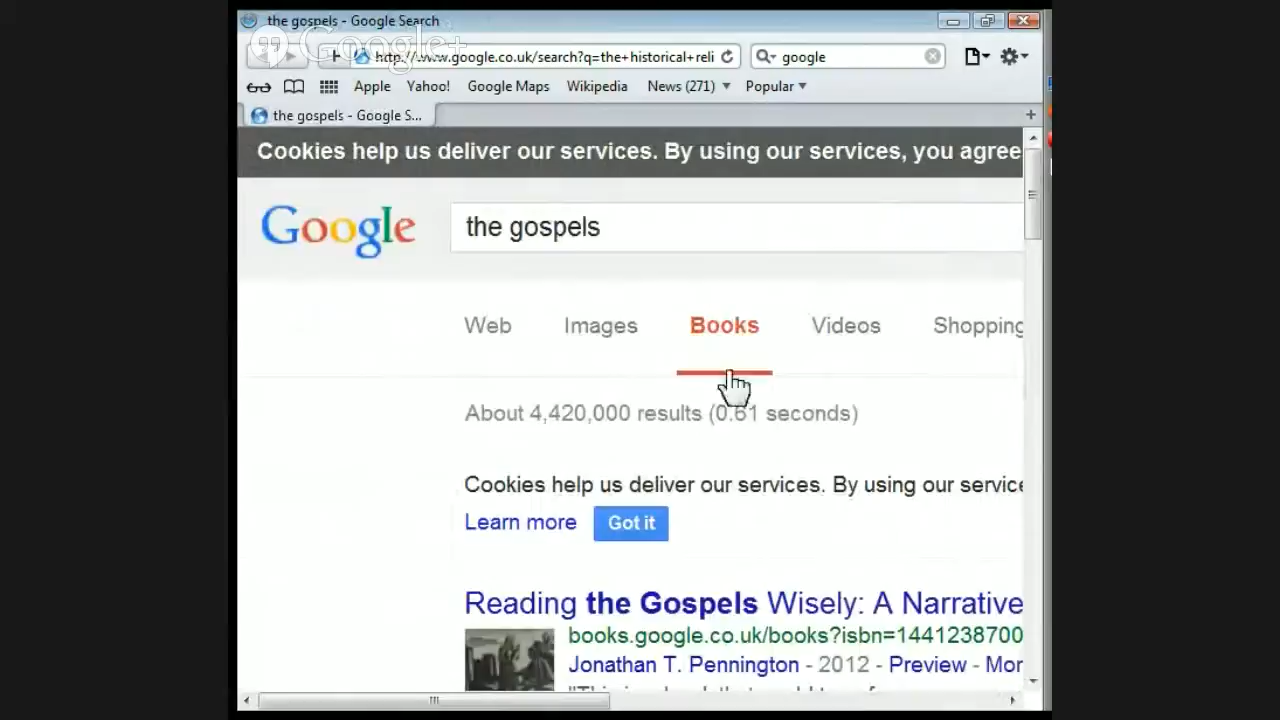 the gospels - Google Search
Google+
http://www.google.co.uk/search?q=the+historical+reli
google
Apple Yahoo! Google Maps Wikipedia News (271) Popular
the gospels - Google S...
Cookies help us deliver our services. By using our services, you agree
Google
the gospels
Web Images Books Videos Shopping
About 4,420,000 results (0.61 seconds)
Cookies help us deliver our services. By using our service
Learn more Got it
Reading the Gospels Wisely: A Narrative
books.google.co.uk/books?isbn=1441238700
Jonathan T. Pennington - 2012 - Preview - Mor